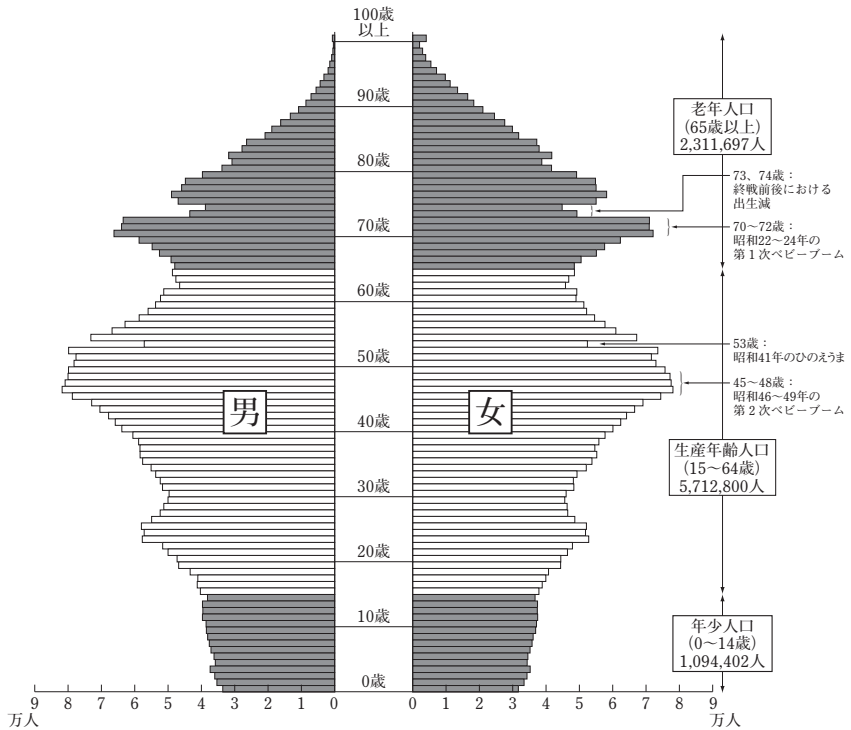 100歳
以上
90歳
80歳
70歳
60歳
50歳
40歳
30歳
20歳
10歳
0歳
男
女
老年人口
(65歳以上)
2,311,697人
73、74歳：
終戦前後における
出生減
70～72歳：
昭和22～24年の
第1次ベビーブーム
53歳：
昭和41年のひのえうま
45～48歳：
昭和46～49年の
第2次ベビーブーム
生産年齢人口
(15～64歳)
5,712,800人
年少人口
(0～14歳)
1,094,402人
9 8 7 6 5 4 3 2 1 0
万人
0 1 2 3 4 5 6 7 8 9
万人